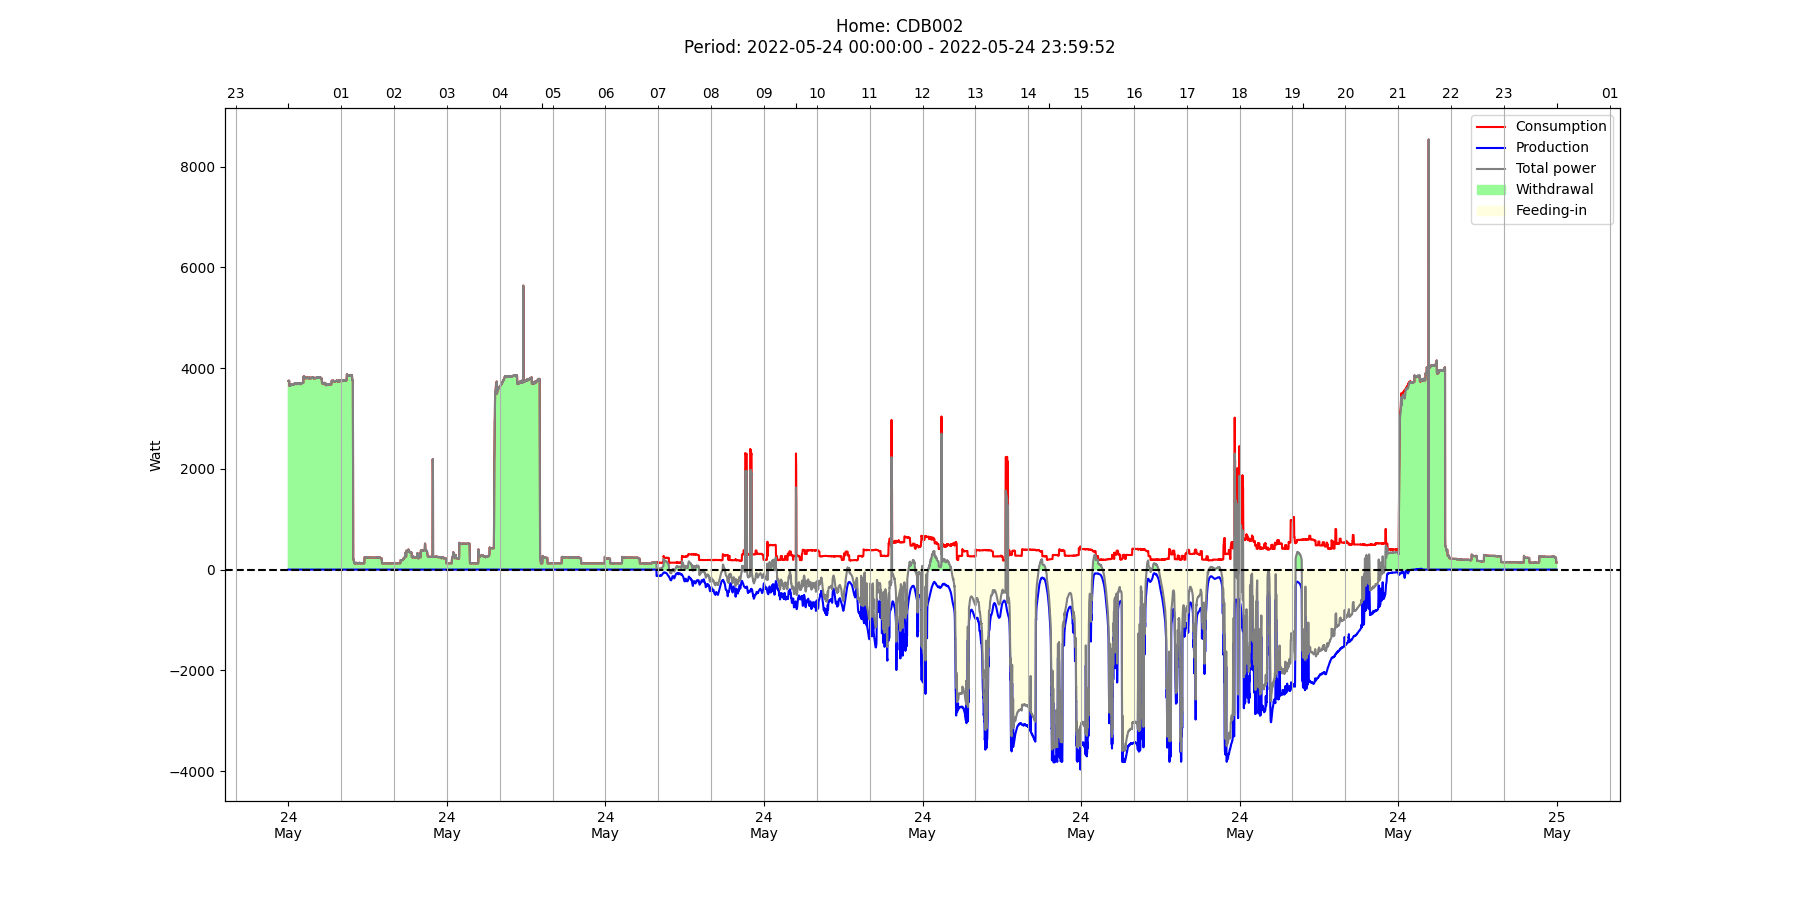 Home: CDB002
Period: 2022-05-24 00:00:00 - 2022-05-24 23:59:52
23 01 02 03 04 05 06 07 08 09 10 11 12 13 14 15 16 17 18 19 20 21 22 23 01
Consumption
Production
Total power
Withdrawal
Feeding-in
8000
6000
4000
2000
0
−2000
−4000
Watt
24 24 24 24 24 24 24 24 25
May May May May May May May May May